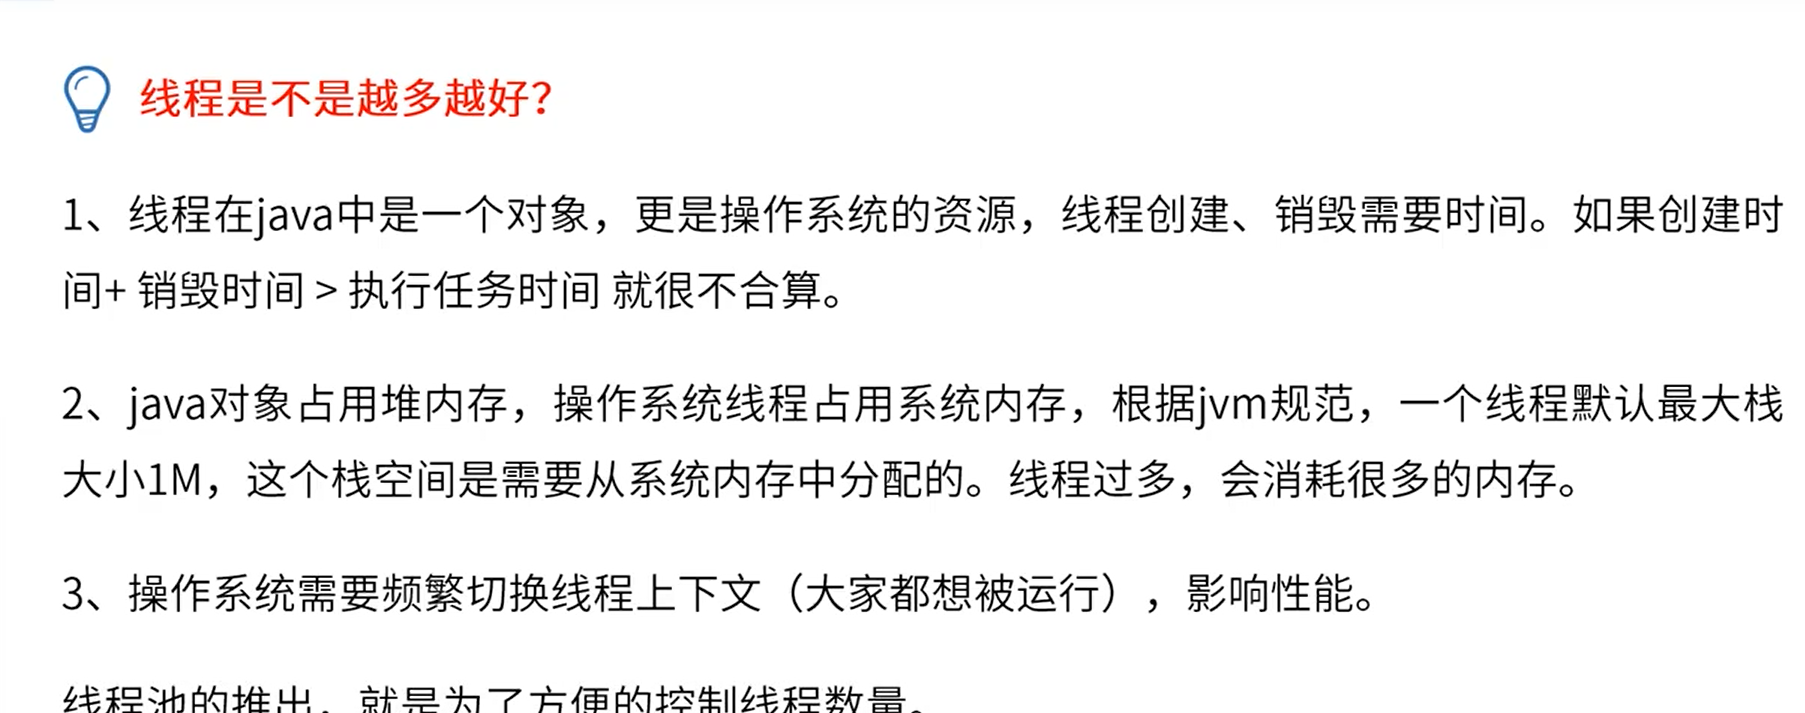 线程是不是越多越好？
1、线程在java中是一个对象，更是操作系统的资源，线程创建、销毁需要时间。如果创建时
间+ 销毁时间 > 执行任务时间 就很不合算。
2、java对象占用堆内存，操作系统线程占用系统内存，根据jvm规范，一个线程默认最大栈
大小1M，这个栈空间是需要从系统内存中分配的。线程过多，会消耗很多的内存。
3、操作系统需要频繁切换线程上下文（大家都想被运行），影响性能。
线程池的推出，就是为了方便的控制线程数量。